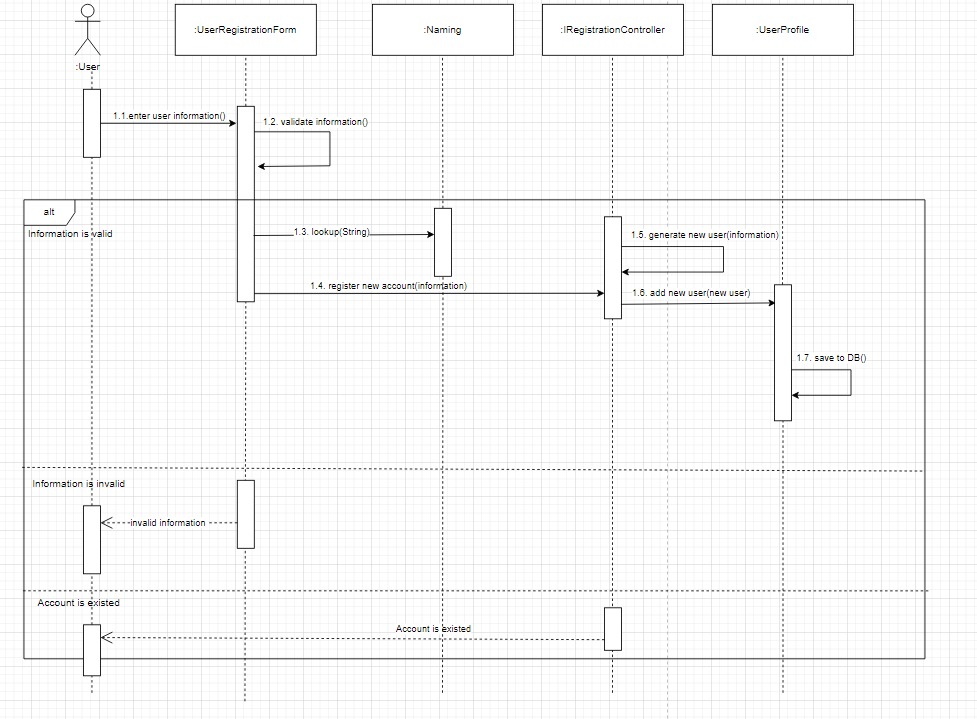 :UserRegistrationForm
:Naming
:IRegistrationController
:UserProfile
:User
1.1.enter user information()
1.2. validate information()
alt
Information is valid
1.3. lookup(String)
1.5. generate new user(information)
1.4. register new account(information)
1.6. add new user(new user)
1.7. save to DB()
Information is invalid
invalid information
Account is existed
Account is existed